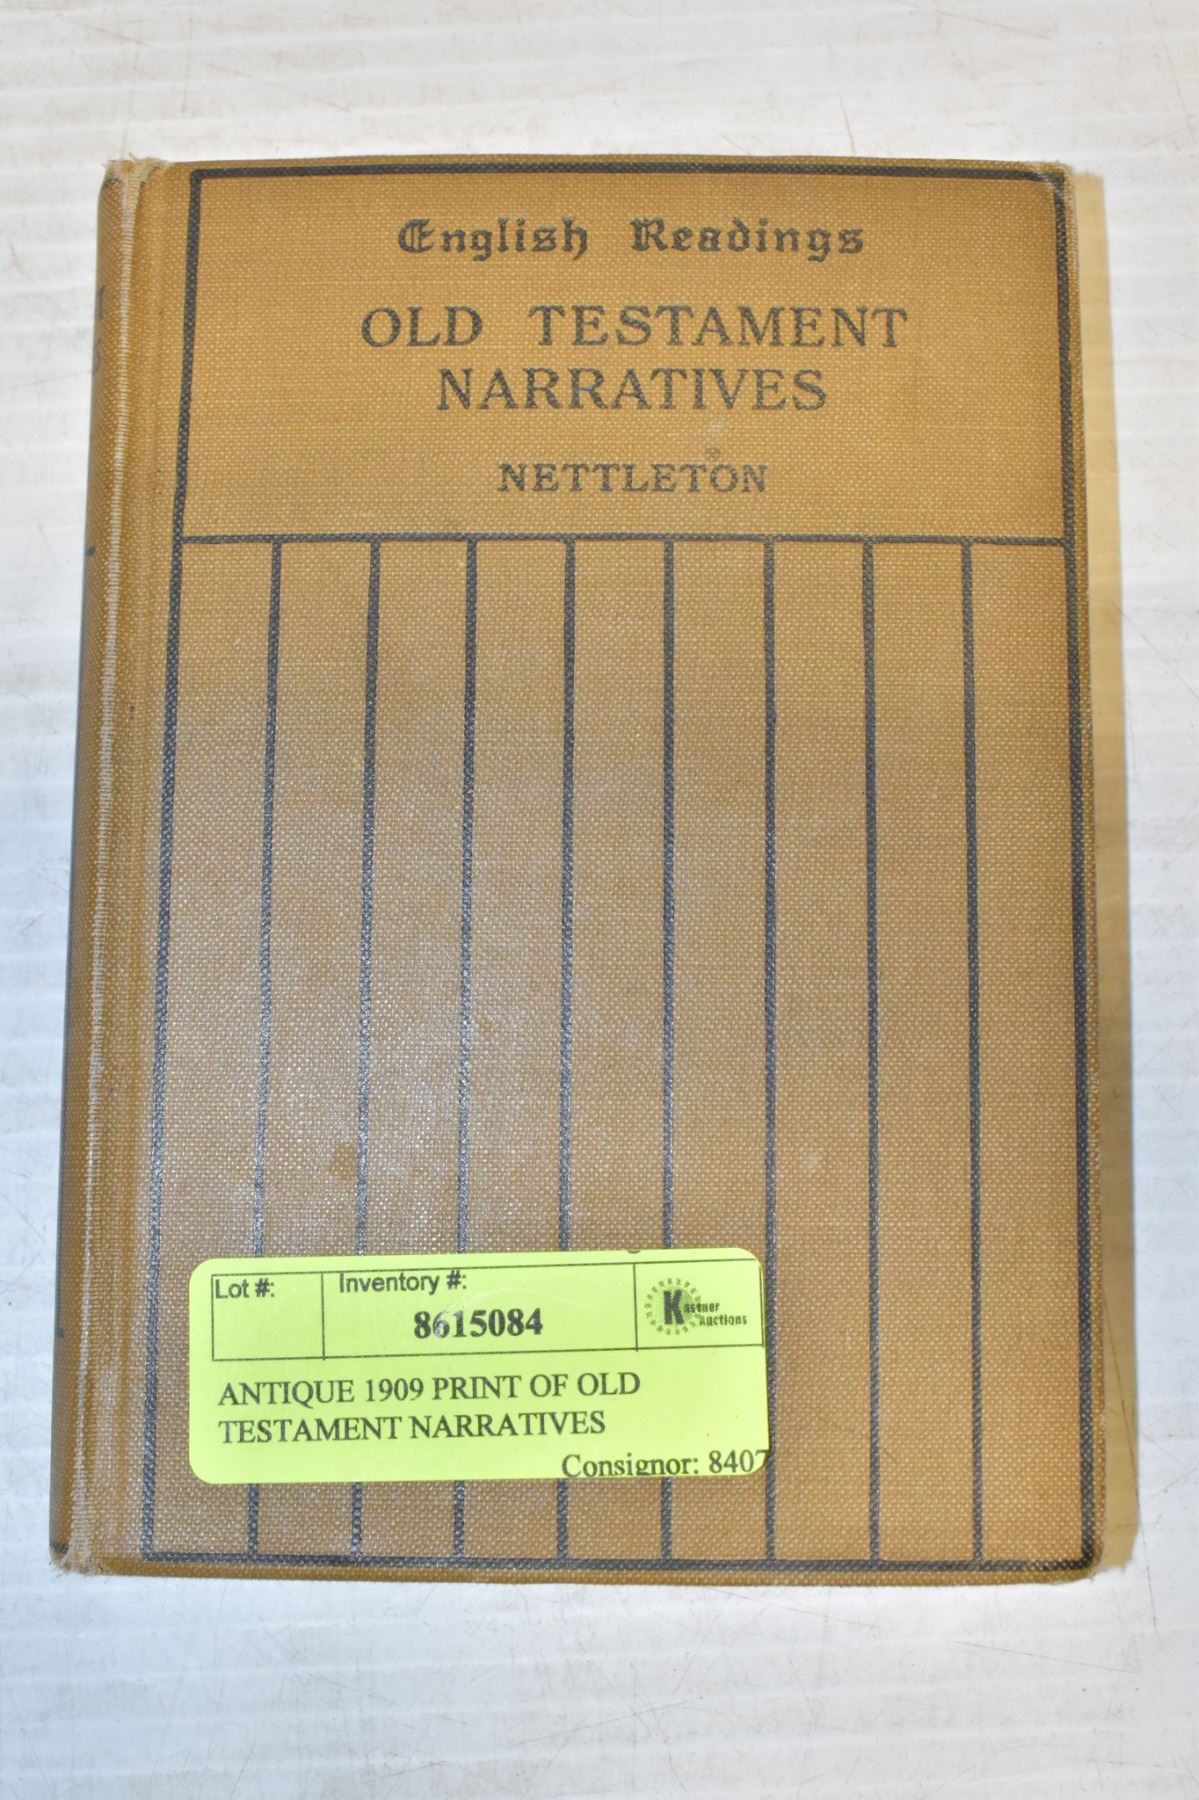 English Readings
OLD TESTAMENT
NARRATIVES
NETTLETON
Lot #:
Inventory #:
8615084
Kastner
Auctions
ANTIQUE 1909 PRINT OF OLD
TESTAMENT NARRATIVES
Consignor: 8407